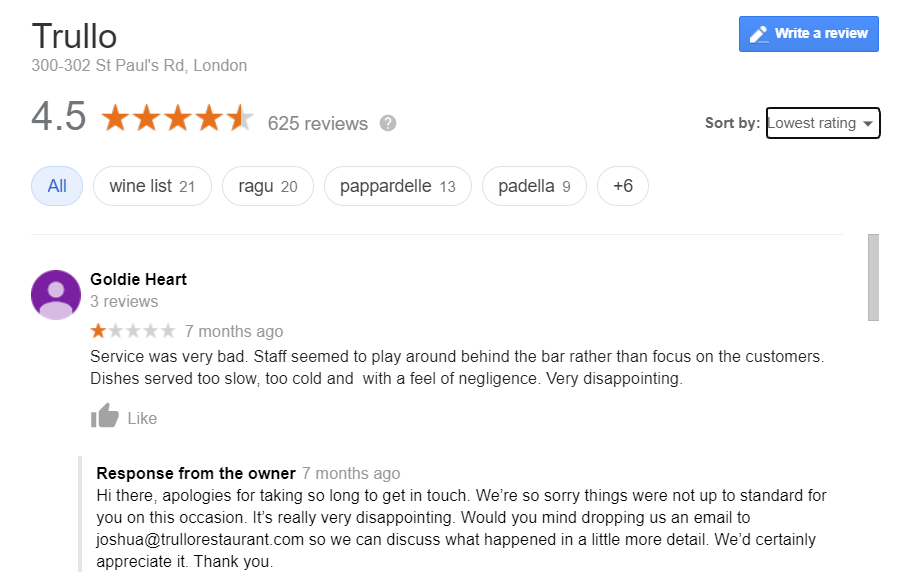 Trullo
Write a review
300-302 St Paul's Rd, London
4.5 625 reviews ?
Sort by: Lowest rating
All wine list 21 ragu 20 pappardelle 13 padella 9 +6
Goldie Heart
3 reviews
7 months ago
Service was very bad. Staff seemed to play around behind the bar rather than focus on the customers.
Dishes served too slow, too cold and  with a feel of negligence. Very disappointing.
Like
Response from the owner 7 months ago
Hi there, apologies for taking so long to get in touch. We’re so sorry things were not up to standard for
you on this occasion. It’s really very disappointing. Would you mind dropping us an email to
joshua@trullorestaurant.com so we can discuss what happened in a little more detail. We’d certainly
appreciate it. Thank you.